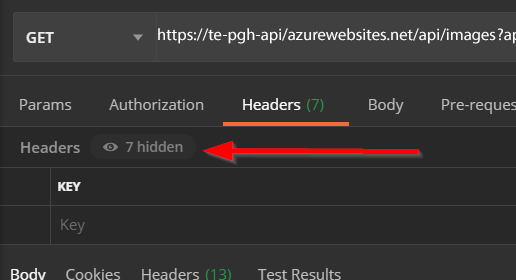 GET https://te-pgh-api/azurewebsites.net/api/images?ap
Params Authorization Headers (7) Body Pre-reques
Headers 7 hidden
KEY
Key
Body Cookies Headers (13) Test Results